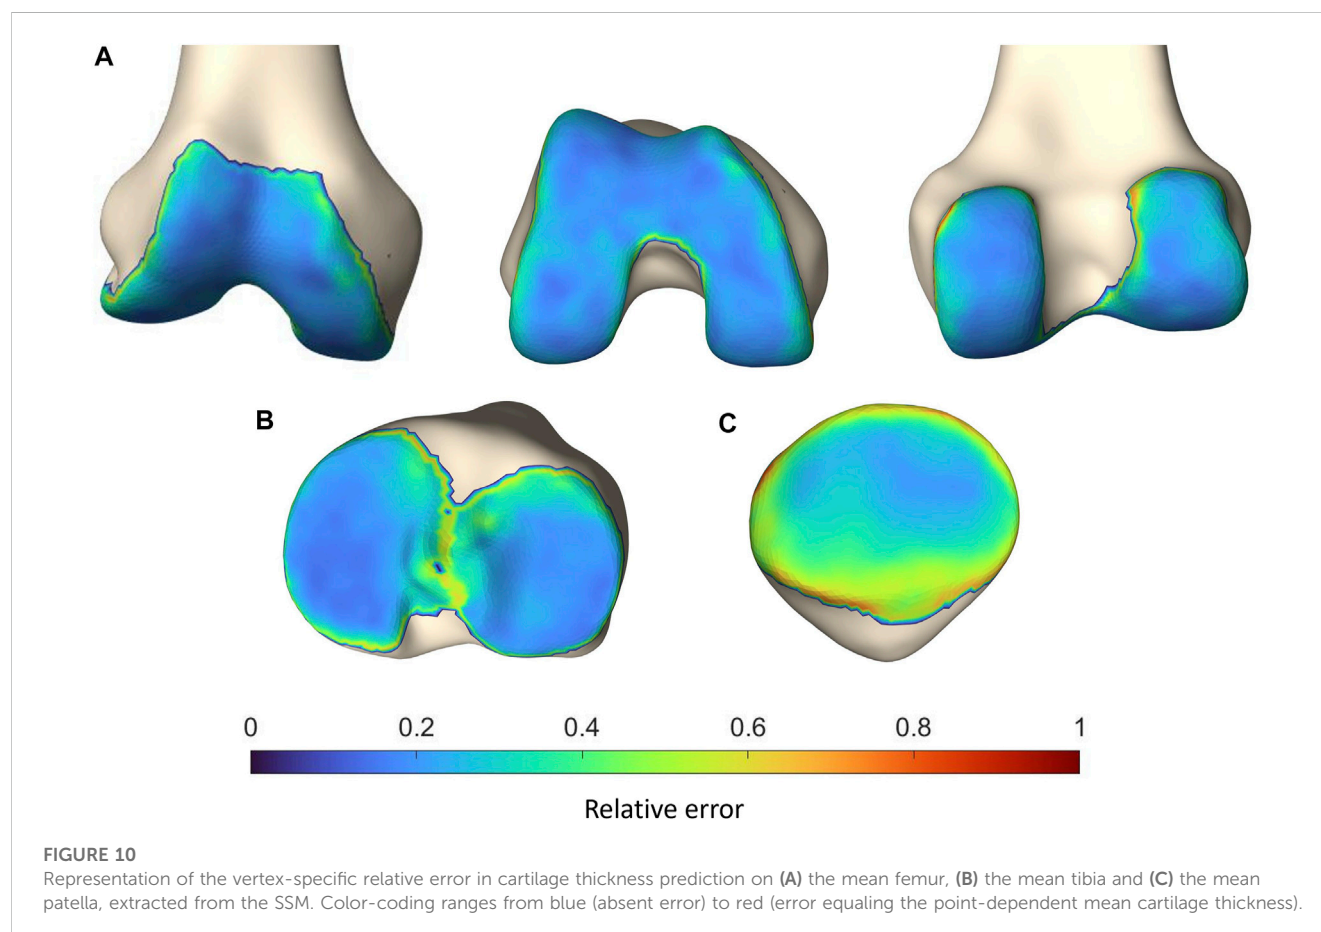 A
B
C
0 0.2 0.4 0.6 0.8 1
Relative error
FIGURE 10
Representation of the vertex-specific relative error in cartilage thickness prediction on (A) the mean femur, (B) the mean tibia and (C) the mean
patella, extracted from the SSM. Color-coding ranges from blue (absent error) to red (error equaling the point-dependent mean cartilage thickness).